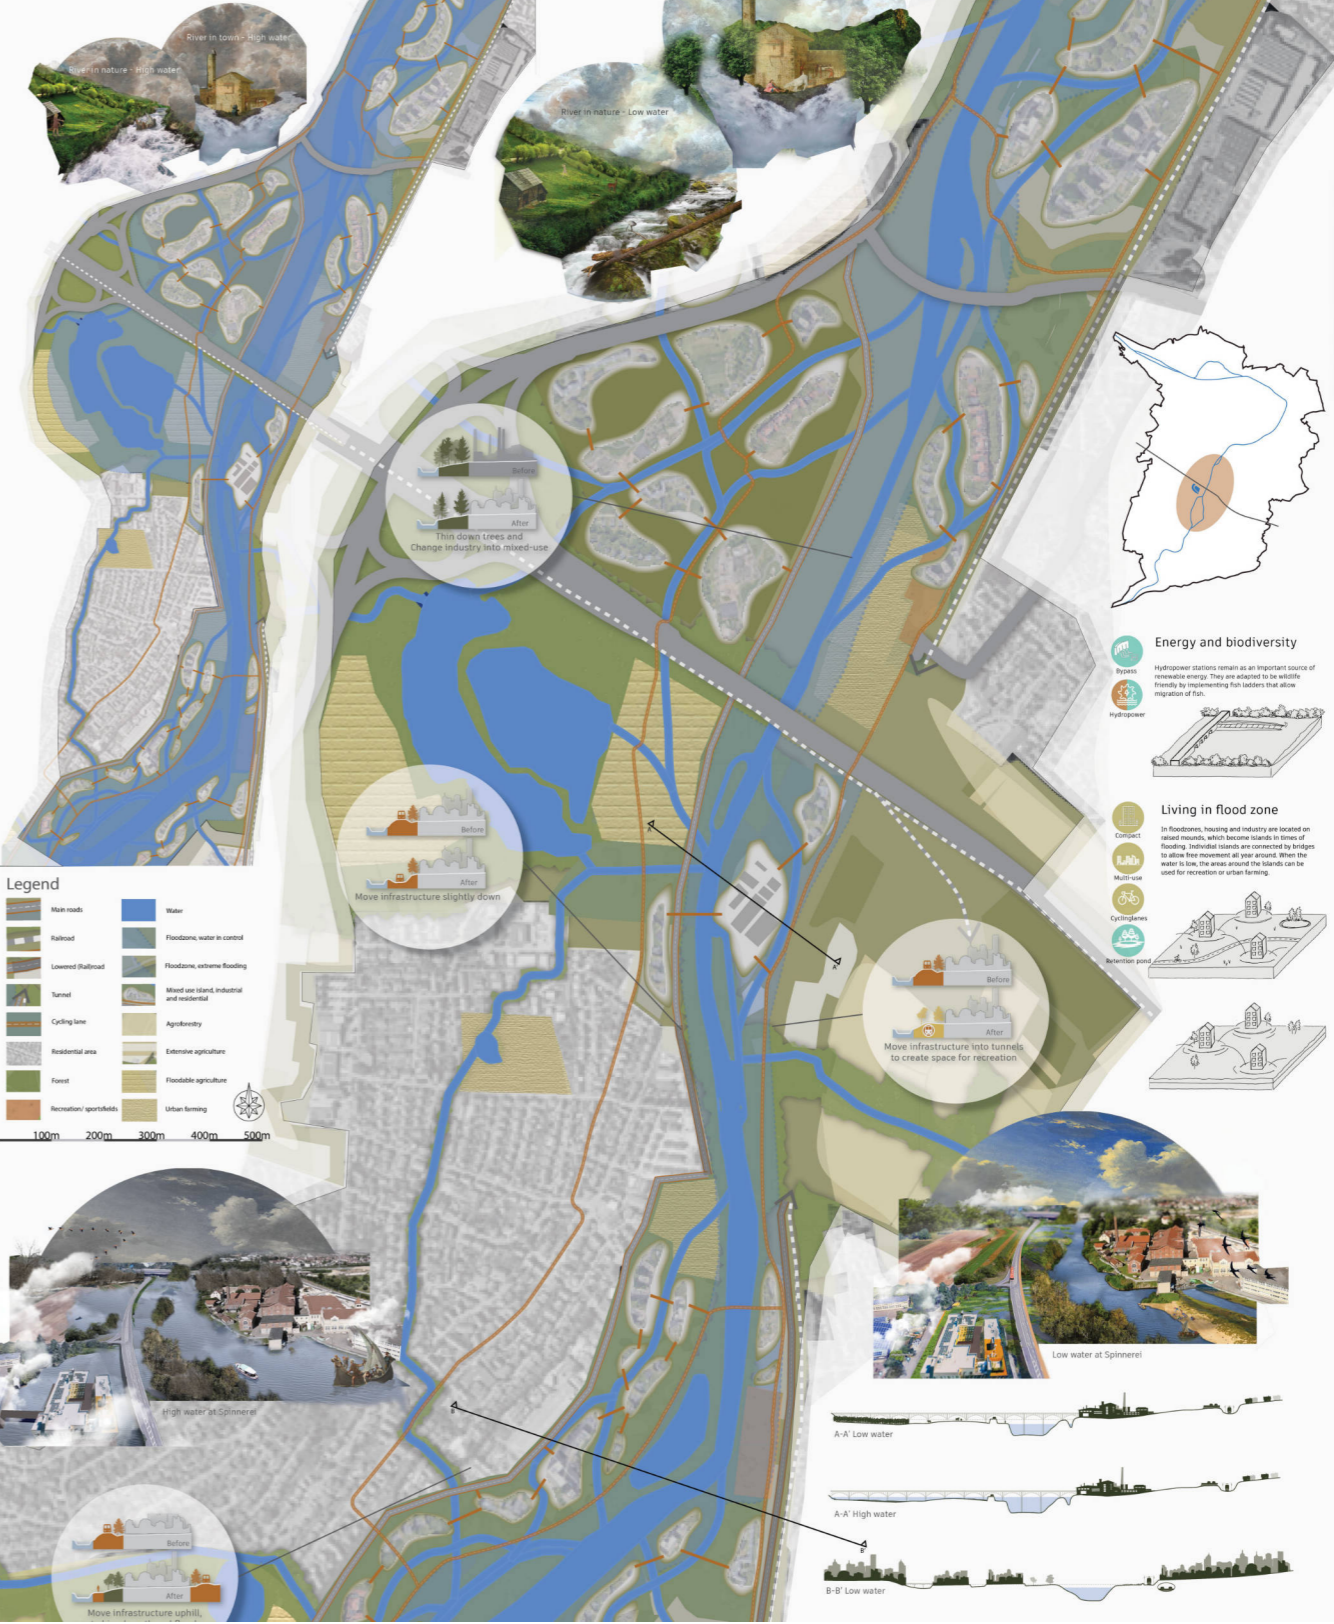 River in town - High water
River in nature - High water
River in nature - Low water
Before
After
Thin down trees and
Change industry into mixed-use
Before
After
Move infrastructure slightly down
Before
After
Move infrastructure into tunnels
to create space for recreation
Before
After
Move infrastructure uphill,
A
A'
B
B'
Bypass
Hydropower
Energy and biodiversity
Hydropower stations remain as an important source of
renewable energy. They are adapted to be wildlife
friendly by implementing fish ladders that allow
migration of fish.
Compact
Multi-use
Cyclinglanes
Retention pond
Living in flood zone
In floodzones, housing and industry are located on
raised mounds, which become islands in times of
flooding. Individial islands are connected by bridges
to allow free movement all year around. When the
water is low, the areas around the islands can be
used for recreation or urban farming.
Legend
Main roads
Railroad
Lowered (Rail)road
Tunnel
Cycling lane
Residential area
Forest
Recreation/ sportsfields
Water
Floodzone, water in control
Floodzone, extreme flooding
Mixed use island, industrial
and residential
Agroforestry
Extensive agriculture
Floodable agriculture
Urban farming
100m 200m 300m 400m 500m
High water at Spinnerei
Low water at Spinnerei
A-A' Low water
A-A' High water
B-B' Low water